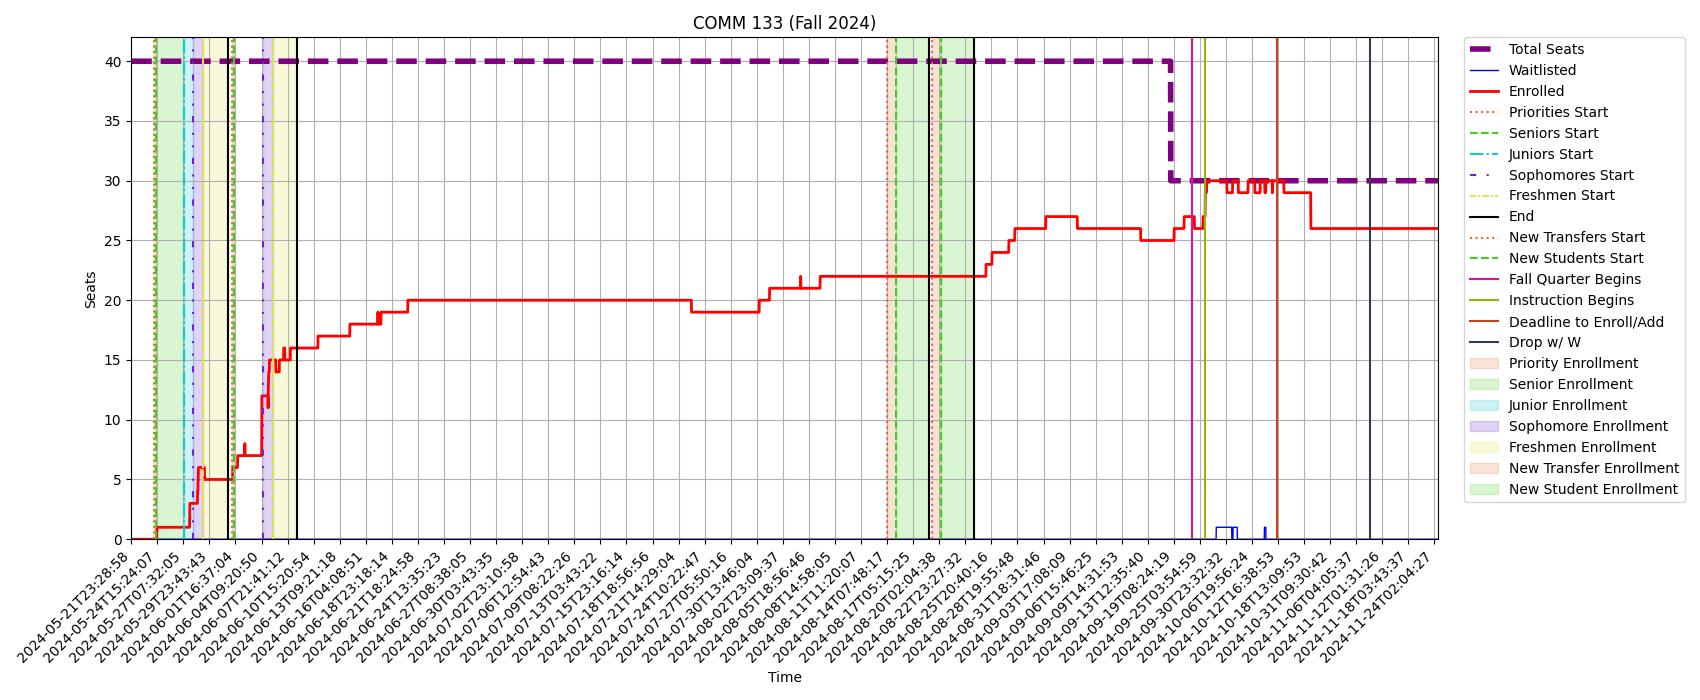 COMM 133 (Fall 2024)
Seats
40
35
30
25
20
15
10
5
0
2024-05-21T23:28:58
2024-05-24T15:24:07
2024-05-27T07:32:05
2024-05-29T23:43:43
2024-06-01T16:37:04
2024-06-04T09:20:50
2024-06-07T21:41:12
2024-06-10T15:20:54
2024-06-13T09:21:18
2024-06-16T04:08:51
2024-06-18T23:18:14
2024-06-21T18:24:58
2024-06-24T13:35:23
2024-06-27T08:38:05
2024-06-30T03:43:35
2024-07-02T23:10:58
2024-07-06T12:54:43
2024-07-09T08:22:26
2024-07-13T03:43:22
2024-07-15T23:16:14
2024-07-18T18:56:56
2024-07-21T14:29:04
2024-07-24T10:22:47
2024-07-27T05:50:16
2024-07-30T13:46:04
2024-08-02T23:09:37
2024-08-05T18:56:46
2024-08-08T14:58:05
2024-08-11T11:20:07
2024-08-14T07:48:17
2024-08-17T05:15:25
2024-08-20T02:04:38
2024-08-22T23:27:32
2024-08-25T20:40:16
2024-08-28T19:55:48
2024-08-31T18:31:46
2024-09-03T17:08:09
2024-09-06T15:46:25
2024-09-09T14:31:53
2024-09-13T12:35:40
2024-09-19T08:24:19
2024-09-25T03:54:59
2024-09-30T23:32:32
2024-10-06T19:56:24
2024-10-12T16:38:53
2024-10-18T13:09:53
2024-10-31T09:30:42
2024-11-06T04:05:37
2024-11-12T01:31:26
2024-11-18T03:43:37
2024-11-24T02:04:27
Time
Total Seats
Waitlisted
Enrolled
Priorities Start
Seniors Start
Juniors Start
Sophomores Start
Freshmen Start
End
New Transfers Start
New Students Start
Fall Quarter Begins
Instruction Begins
Deadline to Enroll/Add
Drop w/ W
Priority Enrollment
Senior Enrollment
Junior Enrollment
Sophomore Enrollment
Freshmen Enrollment
New Transfer Enrollment
New Student Enrollment